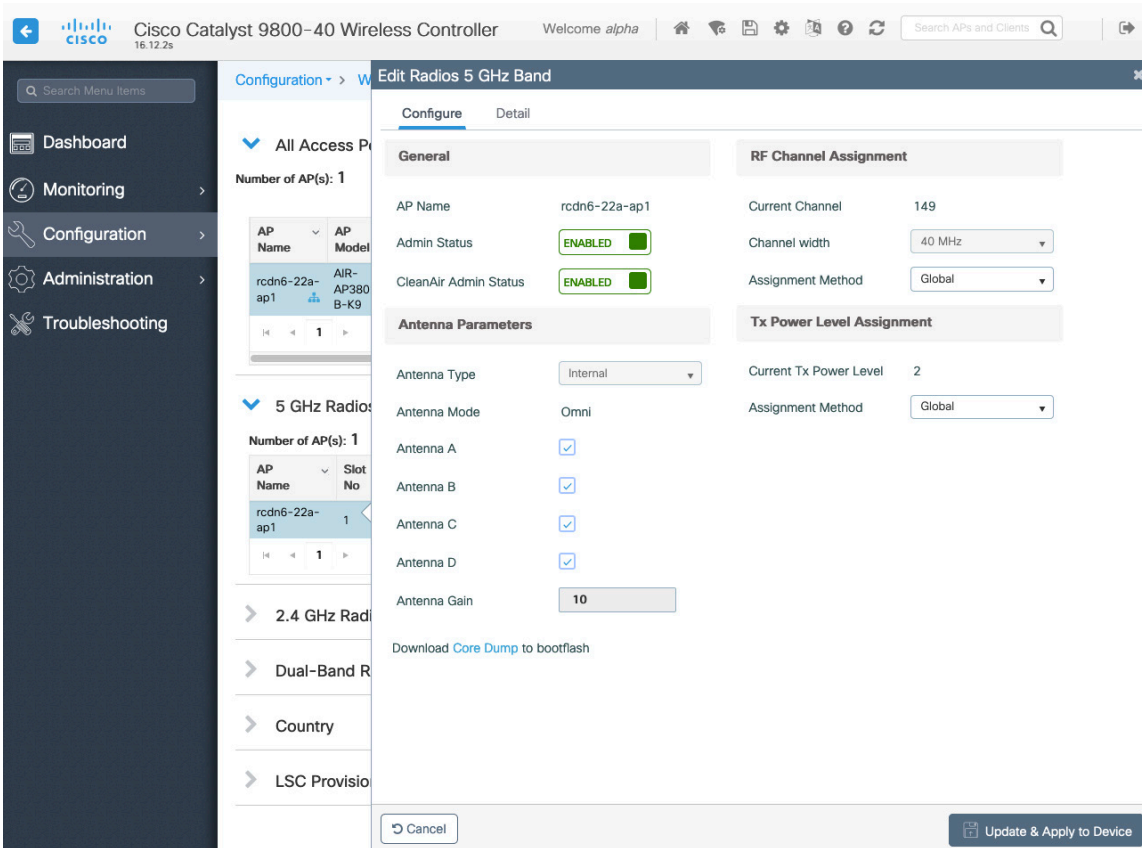 CISCO
Cisco Catalyst 9800-40 Wireless Controller
16.12.2s
Welcome alpha
Search APs and Clients
Search Menu Items
Dashboard
Monitoring
Configuration
Administration
Troubleshooting
Configuration > W
All Access Po
Number of AP(s): 1
AP Name AP Model
rcdn6-22a-ap1 AIR-AP380 B-K9
1
5 GHz Radios
Number of AP(s): 1
AP Name Slot No
rcdn6-22a-ap1 1
1
2.4 GHz Radi
Dual-Band R
Country
LSC Provisio
Edit Radios 5 GHz Band
Configure Detail
General
AP Name rcdn6-22a-ap1
Admin Status ENABLED
CleanAir Admin Status ENABLED
Antenna Parameters
Antenna Type Internal
Antenna Mode Omni
Antenna A
Antenna B
Antenna C
Antenna D
Antenna Gain 10
Download Core Dump to bootflash
RF Channel Assignment
Current Channel 149
Channel width 40 MHz
Assignment Method Global
Tx Power Level Assignment
Current Tx Power Level 2
Assignment Method Global
Cancel
Update & Apply to Device